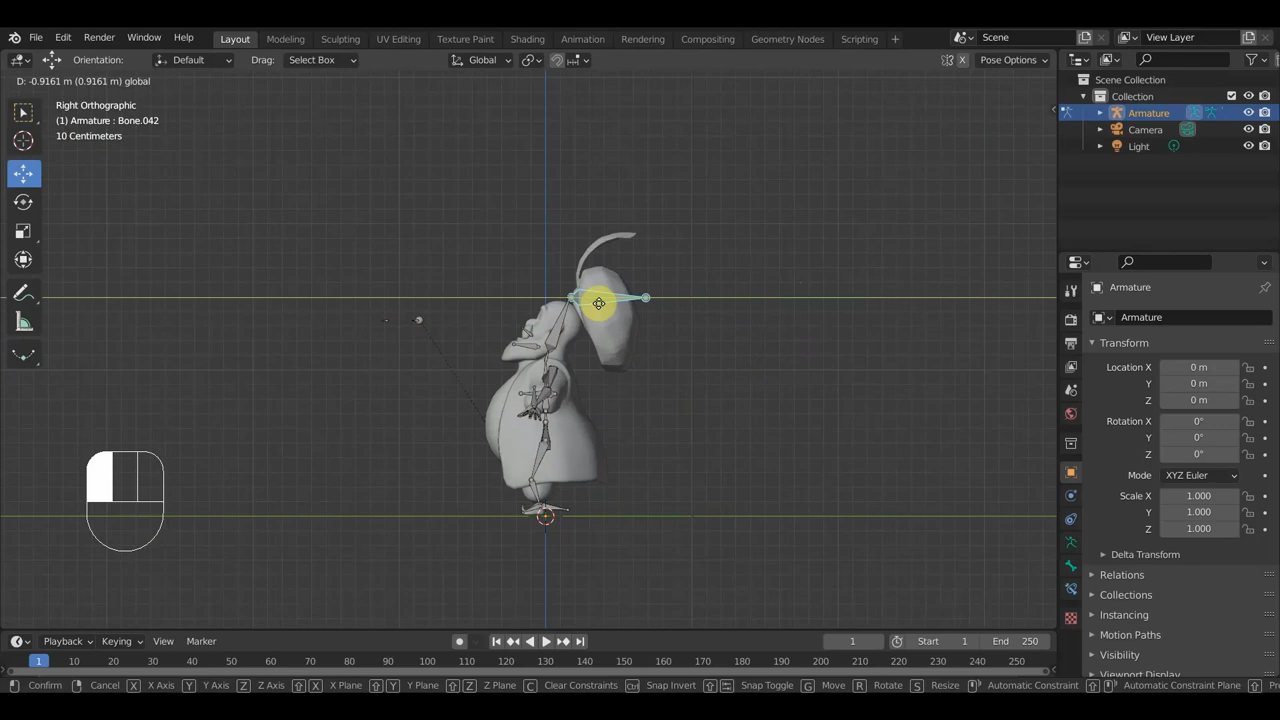 File Edit Render Window Help Layout Modeling Sculpting UV Editing Texture Paint Shading Animation Rendering Compositing Geometry Nodes Scripting + Scene View Layer
Orientation: Default Drag: Select Box Global X Pose Options
D: -0.9161 m (0.9161 m) global
Right Orthographic
(1) Armature : Bone.042
10 Centimeters
Scene Collection
Collection
Armature
Camera
Light
Armature
Armature
Transform
Location X 0 m
Y 0 m
Z 0 m
Rotation X 0°
Y 0°
Z 0°
Mode XYZ Euler
Scale X 1.000
Y 1.000
Z 1.000
Delta Transform
Relations
Collections
Instancing
Motion Paths
Visibility
Viewport Display
Playback Keying View Marker 1 Start 1 End 250
1 10 20 30 40 50 60 70 80 90 100 110 120 130 140 150 160 170 180 190 200 210 220 230 240 250
Confirm Cancel X X Axis Y Y Axis Z Z Axis X X Plane Y Y Plane Z Z Plane C Clear Constraints Ctrl Snap Invert Snap Toggle G Move R Rotate S Resize Automatic Constraint Automatic Constraint Plane